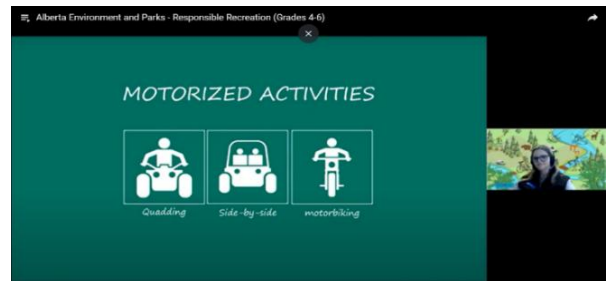 Alberta Environment and Parks - Responsible Recreation (Grades 4-6)
MOTORIZED ACTIVITIES
Quadding Side-by-side motorbiking